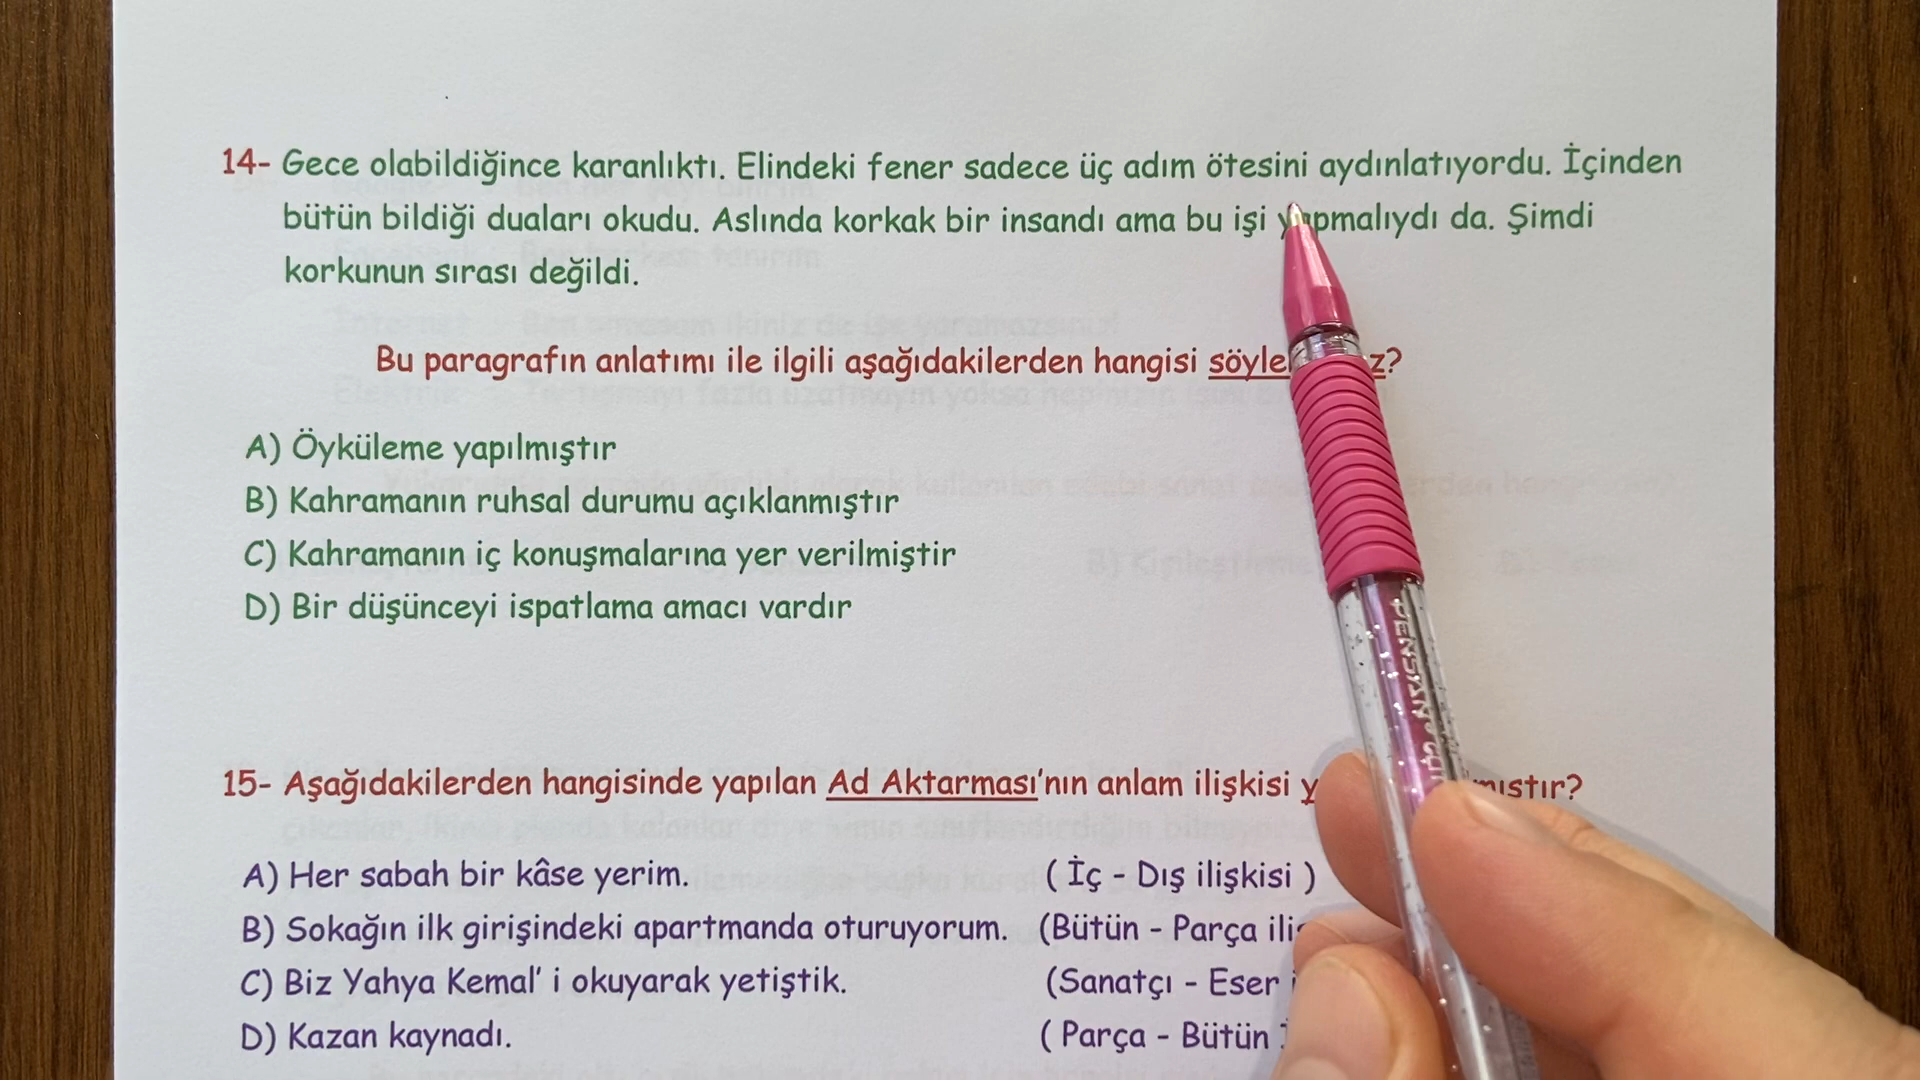 14- Gece olabildiğince karanlıktı. Elindeki fener sadece üç adım ötesini aydınlatıyordu. İçinden
bütün bildiği duaları okudu. Aslında korkak bir insandı ama bu işi yapmalıydı da. Şimdi
korkunun sırası değildi.
Bu paragrafın anlatımı ile ilgili aşağıdakilerden hangisi
A) Öyküleme yapılmıştır
B) Kahramanın ruhsal durumu açıklanmıştır
C) Kahramanın iç konuşmalarına yer verilmiştir
D) Bir düşünceyi ispatlama amacı vardır
15- Aşağıdakilerden hangisinde yapılan Ad Aktarması'nın anlam ilişkisi
A) Her sabah bir kâse yerim. ( İç - Dış ilişkisi )
B) Sokağın ilk girişindeki apartmanda oturuyorum. (Bütün - Parça
C) Biz Yahya Kemal' i okuyarak yetiştik. (Sanatçı - Eser
D) Kazan kaynadı. ( Parça - Bütün